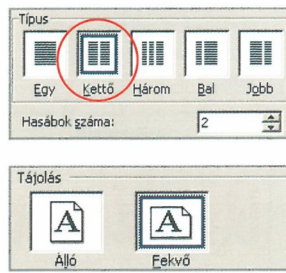 Típus
Egy Kettő Három Bal Jobb
Hasábok száma: 2
Tájolás
A A
Álló Fekvő